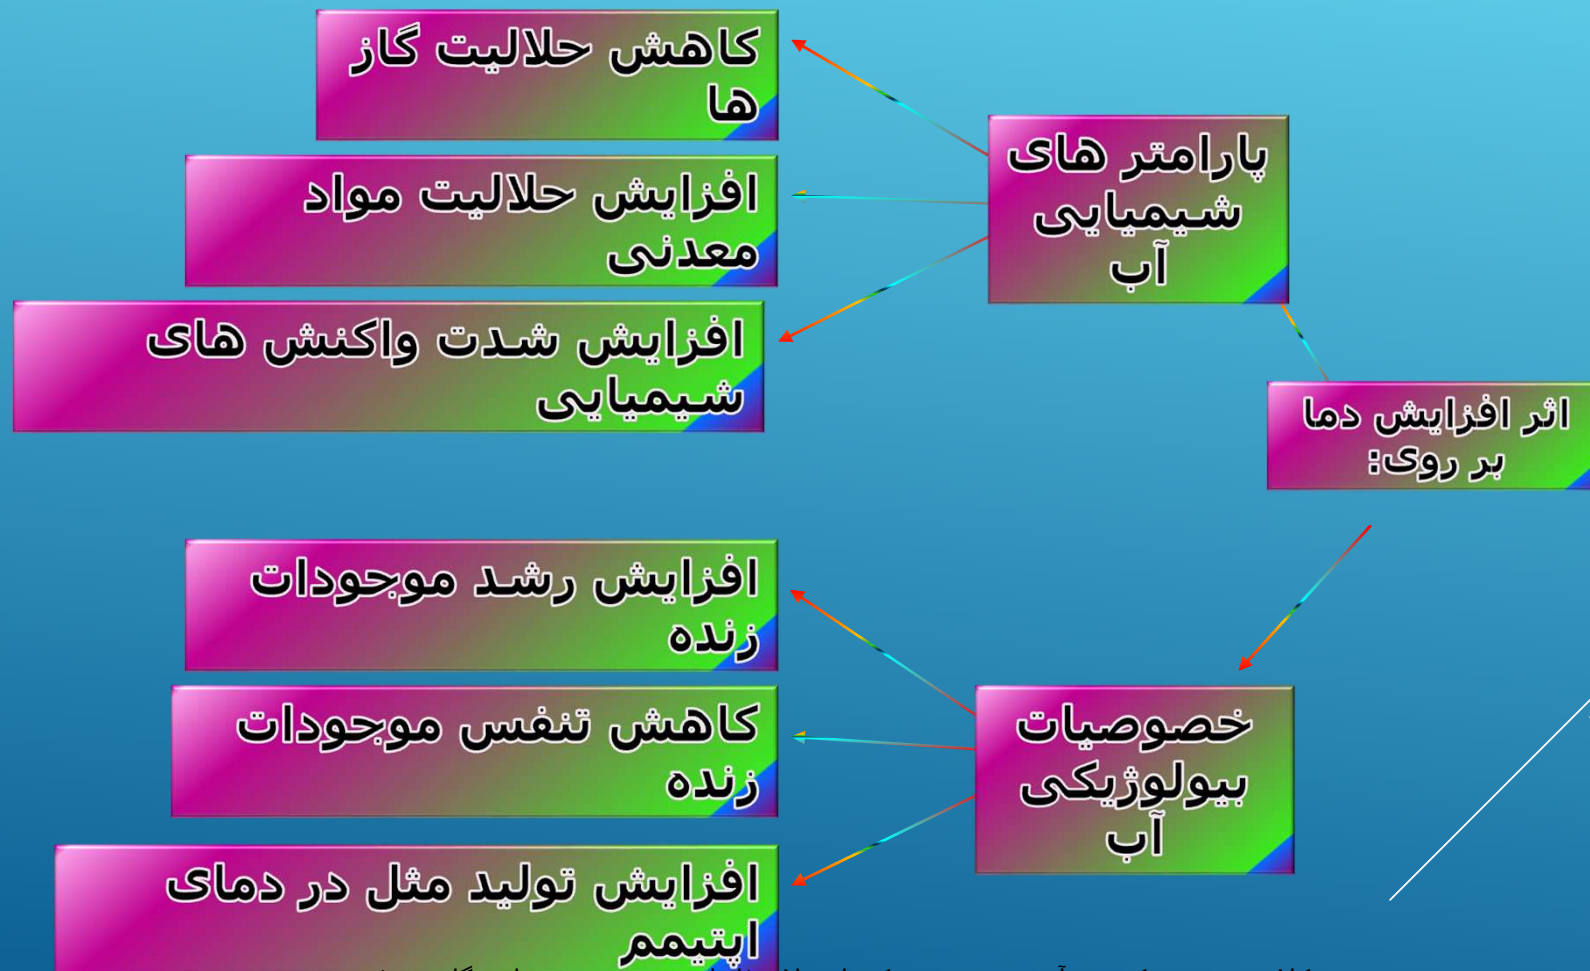 اثر افزایش دما
بر روی:
پارامتر های
شیمیایی
آب
کاهش حلالیت گاز
ها
افزایش حلالیت مواد
معدنی
افزایش شدت واکنش های
شیمیایی
خصوصیات
بیولوژیکی
آب
افزایش رشد موجودات
زنده
کاهش تنفس موجودات
زنده
افزایش تولید مثل در دمای
اپتیمم